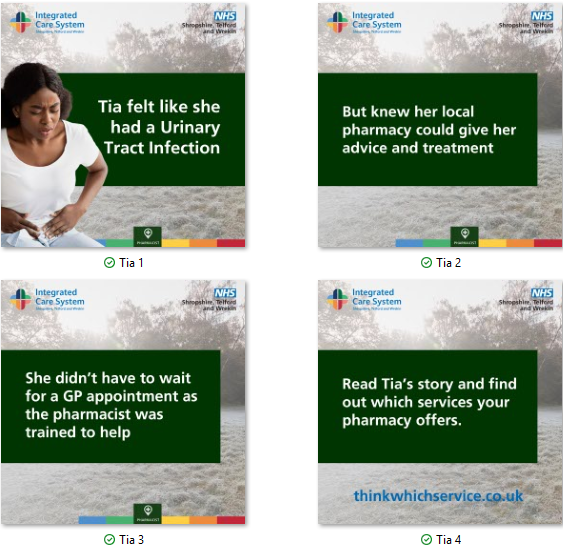 Integrated
Care System
Shropshire, Telford and Wrekin
NHS
Shropshire, Telford
and Wrekin
Tia felt like she
had a Urinary
Tract Infection
PHARMACIST
Tia 1
Integrated
Care System
Shropshire, Telford and Wrekin
NHS
Shropshire, Telford
and Wrekin
But knew her local
pharmacy could give her
advice and treatment
PHARMACIST
Tia 2
Integrated
Care System
Shropshire, Telford and Wrekin
NHS
Shropshire, Telford
and Wrekin
She didn't have to wait
for a GP appointment as
the pharmacist was
trained to help
PHARMACIST
Tia 3
Integrated
Care System
Shropshire, Telford and Wrekin
NHS
Shropshire, Telford
and Wrekin
Read Tia's story and find
out which services your
pharmacy offers.
thinkwhichservice.co.uk
Tia 4